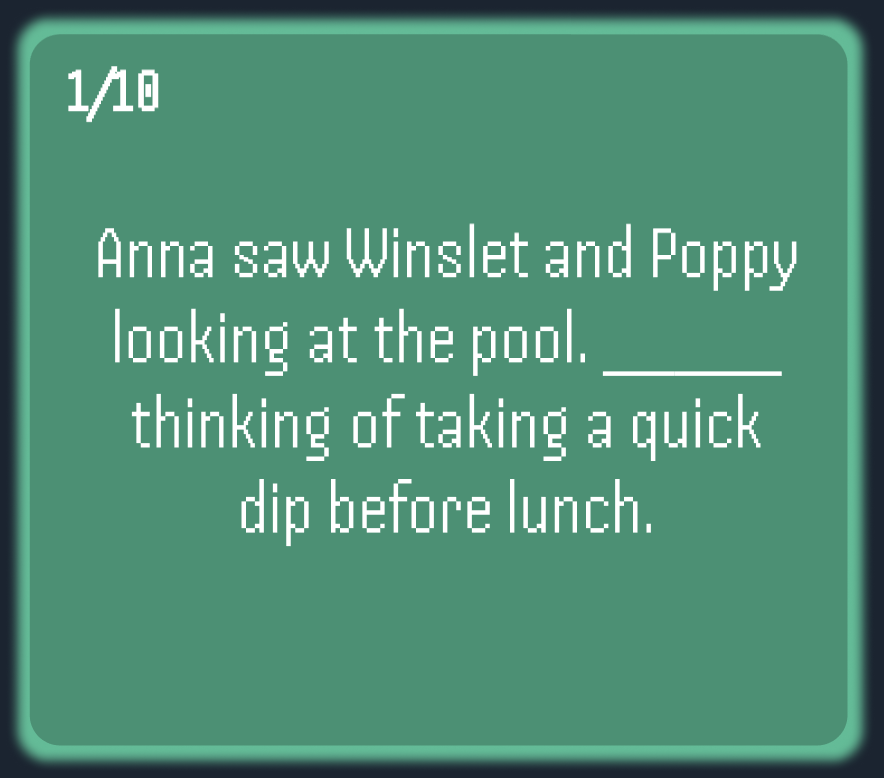 1/10
Anna saw Winslet and Poppy
looking at the pool. ______
thinking of taking a quick
dip before lunch.